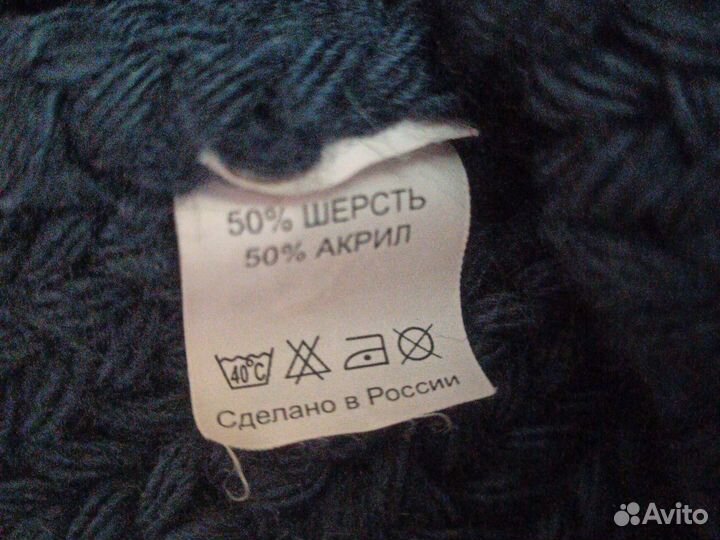 50% ШЕРСТЬ
50% АКРИЛ
40°C
Сделано в России
Avito